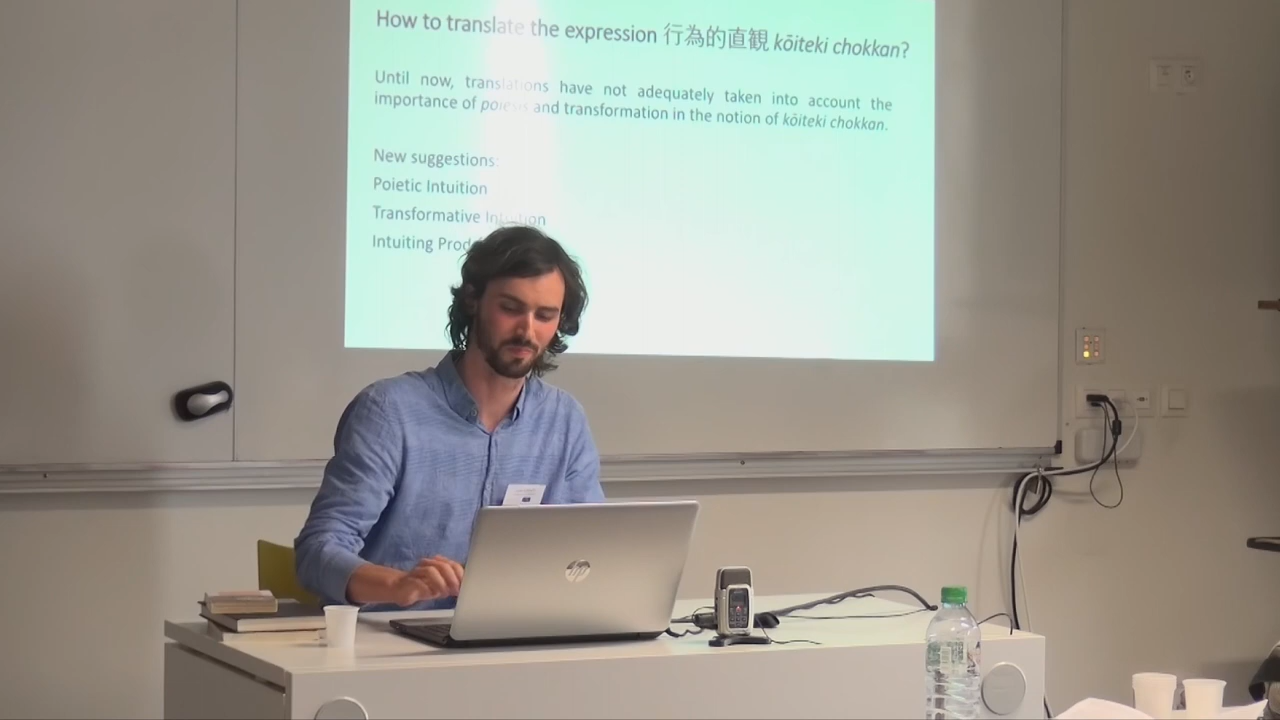 How to translate the expression 行為的直観 kōiteki chokkan?
Until now, translations have not adequately taken into account the
importance of poiesis and transformation in the notion of kōiteki chokkan.
New suggestions:
Poietic Intuition
Transformative Intuition
Intuiting
hp